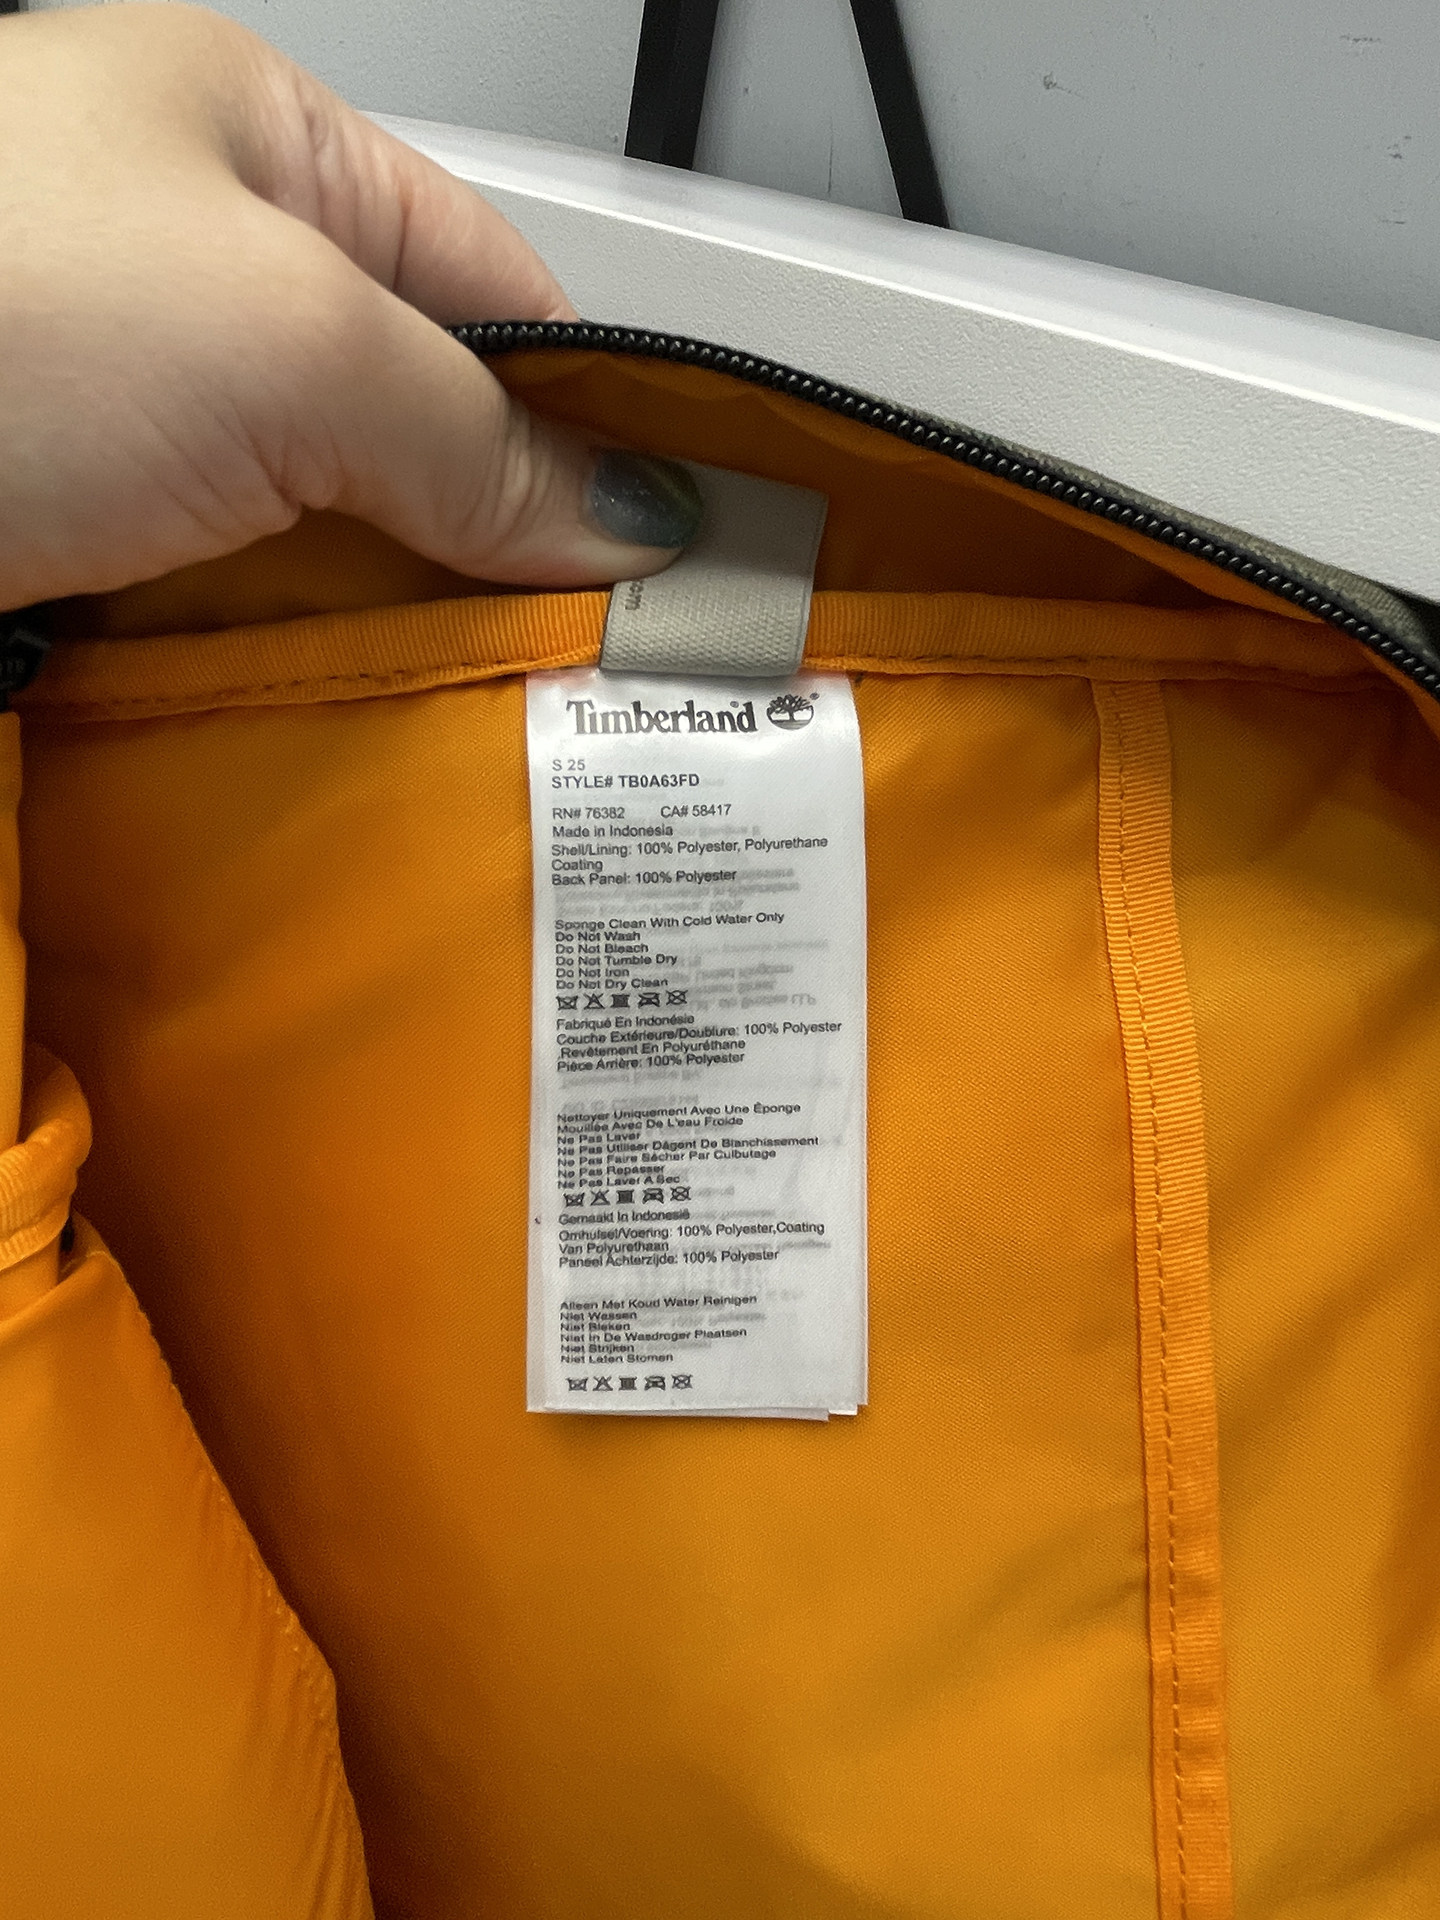 com
Timberland
S 25
STYLE# TB0A63FD
RN# 76382 CA# 58417
Made in Indonesia
Shell/Lining: 100% Polyester, Polyurethane
Coating
Back Panel: 100% Polyester
Sponge Clean With Cold Water Only
Do Not Wash
Do Not Bleach
Do Not Tumble Dry
Do Not Iron
Do Not Dry Clean
Fabriqué En Indonésie
Couche Extérieure/Doublure: 100% Polyester
,Revêtement En Polyuréthane
Pièce Arrière: 100% Polyester
Nettoyer Uniquement Avec Une Éponge
Mouillée Avec De L'eau Froide
Ne Pas Laver
Ne Pas Utiliser Dágent De Blanchissement
Ne Pas Faire Sécher Par Culbutage
Ne Pas Repasser
Ne Pas Laver A Sec
Gemaakt In Indonesië
Omhulsel/Voering: 100% Polyester,Coating
Van Polyurethaan
Paneel Achterzijde: 100% Polyester
Alleen Met Koud Water Reinigen
Niet Wassen
Niet Bleken
Niet In De Wasdroger Plaatsen
Niet Strijken
Niet Laten Stomen